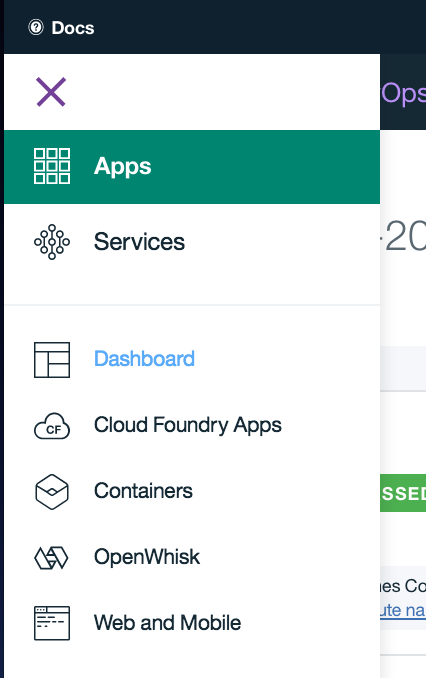 Docs
Ops
Apps
Services
-20
Dashboard
CF
Cloud Foundry Apps
Containers
SSED
OpenWhisk
nes Co
ute na
Web and Mobile